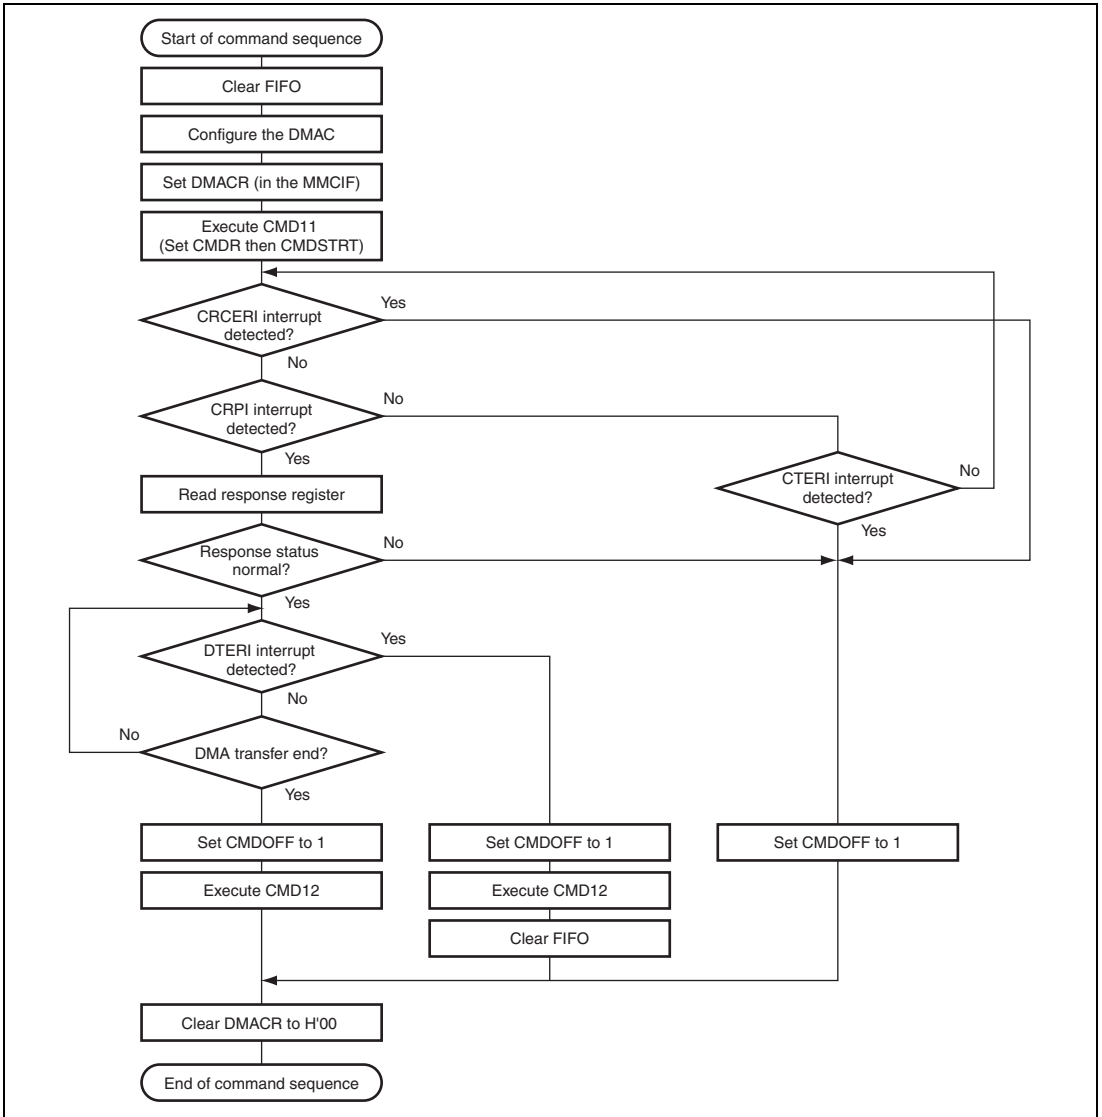 Start of command sequence
Clear FIFO
Configure the DMAC
Set DMACR (in the MMCIF)
Execute CMD11
(Set CMDR then CMDSTRT)
CRCERI interrupt
detected?
Yes
No
CRPI interrupt
detected?
No
Yes
CTERI interrupt
detected?
No
Yes
Read response register
Response status
normal?
No
Yes
DTERI interrupt
detected?
Yes
No
DMA transfer end?
No
Yes
Set CMDOFF to 1
Set CMDOFF to 1
Set CMDOFF to 1
Execute CMD12
Execute CMD12
Clear FIFO
Clear DMACR to H'00
End of command sequence